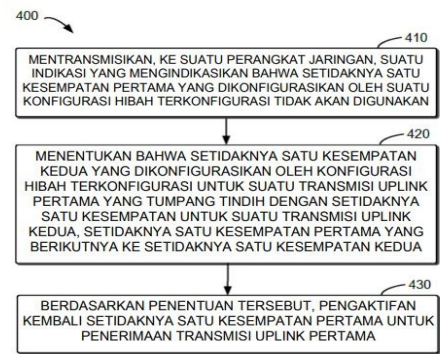 400
410
MENTRANSMISIKAN, KE SUATU PERANGKAT JARINGAN, SUATU
INDIKASI YANG MENGINDIKASIKAN BAHWA SETIDAKNYA SATU
KESEMPATAN PERTAMA YANG DIKONFIGURASIKAN OLEH SUATU
KONFIGURASI HIBAH TERKONFIGURASI TIDAK AKAN DIGUNAKAN
420
MENENTUKAN BAHWA SETIDAKNYA SATU KESEMPATAN
KEDUA YANG DIKONFIGURASIKAN OLEH KONFIGURASI
HIBAH TERKONFIGURASI UNTUK SUATU TRANSMISI UPLINK
PERTAMA YANG TUMPANG TINDIH DENGAN SETIDAKNYA
SATU KESEMPATAN UNTUK SUATU TRANSMISI UPLINK
KEDUA, SETIDAKNYA SATU KESEMPATAN PERTAMA YANG
BERIKUTNYA KE SETIDAKNYA SATU KESEMPATAN KEDUA
430
BERDASARKAN PENENTUAN TERSEBUT, PENGAKTIFAN
KEMBALI SETIDAKNYA SATU KESEMPATAN PERTAMA UNTUK
PENERIMAAN TRANSMISI UPLINK PERTAMA